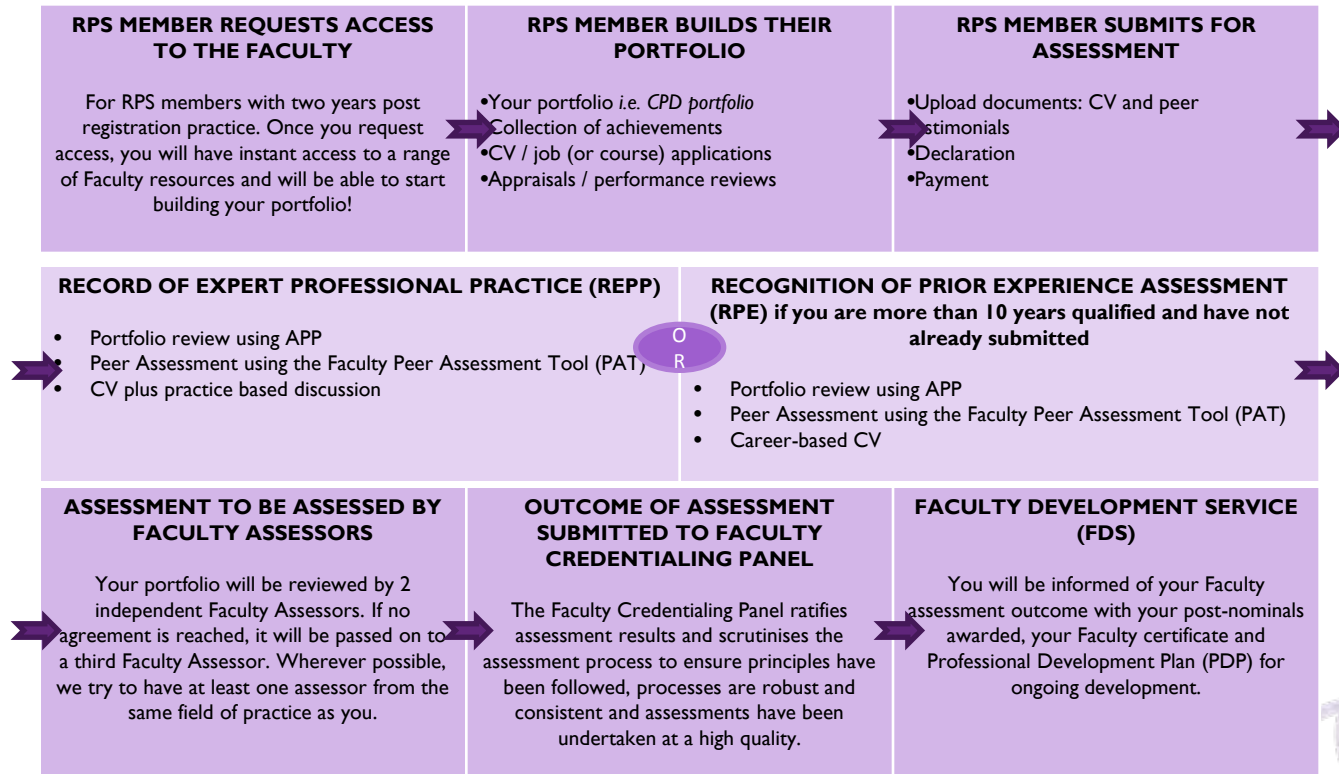 RPS MEMBER REQUESTS ACCESS
TO THE FACULTY
For RPS members with two years post
registration practice. Once you request
access, you will have instant access to a range
of Faculty resources and will be able to start
building your portfolio!
RPS MEMBER BUILDS THEIR
PORTFOLIO
•Your portfolio i.e. CPD portfolio
•Collection of achievements
•CV / job (or course) applications
•Appraisals / performance reviews
RPS MEMBER SUBMITS FOR
ASSESSMENT
•Upload documents: CV and peer
testimonials
•Declaration
•Payment
RECORD OF EXPERT PROFESSIONAL PRACTICE (REPP)
• Portfolio review using APP
• Peer Assessment using the Faculty Peer Assessment Tool (PAT)
• CV plus practice based discussion
O
R
RECOGNITION OF PRIOR EXPERIENCE ASSESSMENT
(RPE) if you are more than 10 years qualified and have not
already submitted
• Portfolio review using APP
• Peer Assessment using the Faculty Peer Assessment Tool (PAT)
• Career-based CV
ASSESSMENT TO BE ASSESSED BY
FACULTY ASSESSORS
Your portfolio will be reviewed by 2
independent Faculty Assessors. If no
agreement is reached, it will be passed on to
a third Faculty Assessor. Wherever possible,
we try to have at least one assessor from the
same field of practice as you.
OUTCOME OF ASSESSMENT
SUBMITTED TO FACULTY
CREDENTIALING PANEL
The Faculty Credentialing Panel ratifies
assessment results and scrutinises the
assessment process to ensure principles have
been followed, processes are robust and
consistent and assessments have been
undertaken at a high quality.
FACULTY DEVELOPMENT SERVICE
(FDS)
You will be informed of your Faculty
assessment outcome with your post-nominals
awarded, your Faculty certificate and
Professional Development Plan (PDP) for
ongoing development.